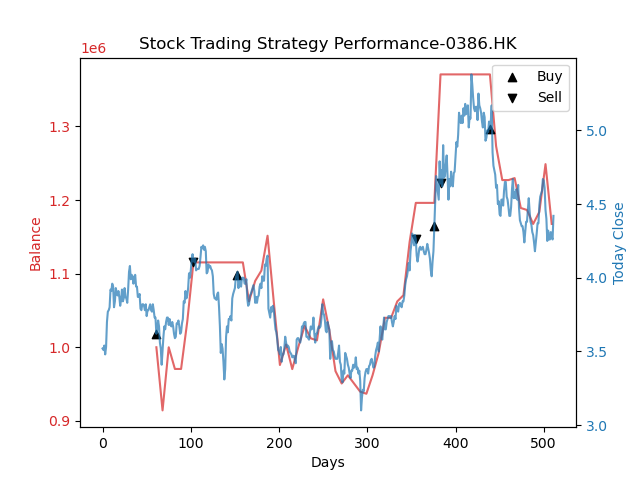 Stock Trading Strategy Performance-0386.HK
1e6
Buy
Sell
1.3
1.2
1.1
1.0
0.9
Balance
5.0
4.5
4.0
3.5
3.0
Today Close
0
100
200
300
400
500
Days